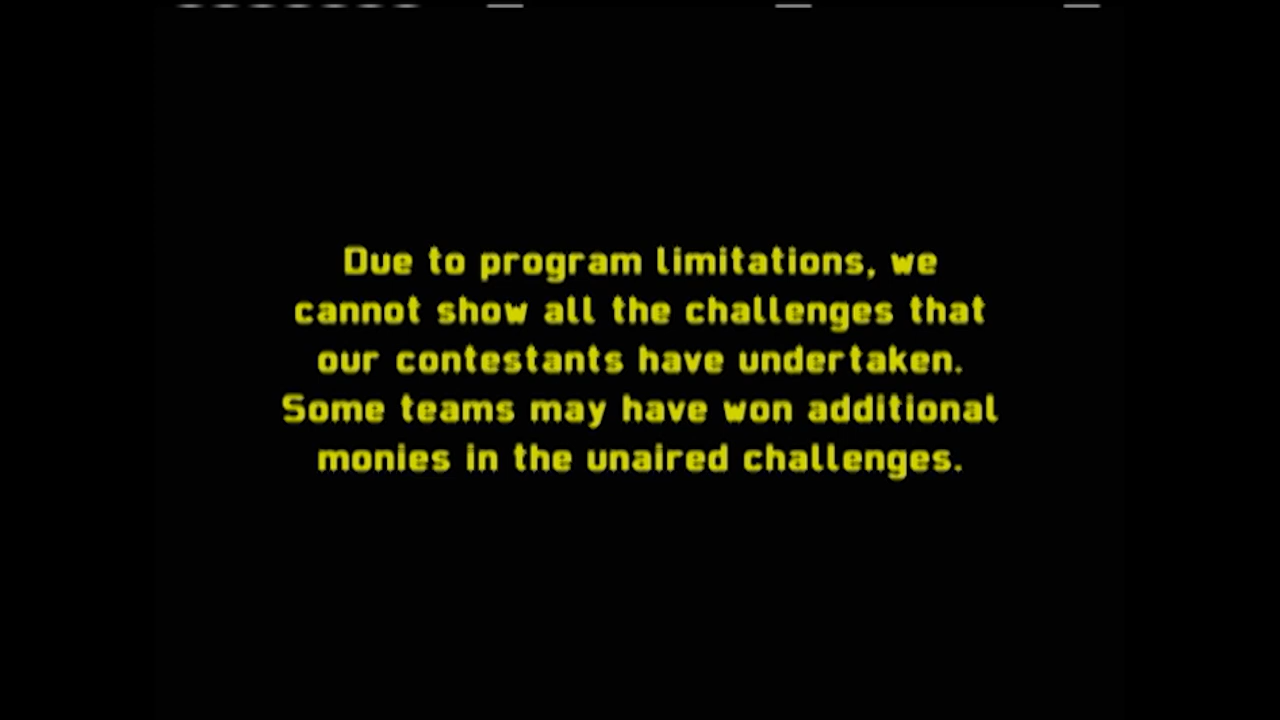 Due to program limitations, we
cannot show all the challenges that
our contestants have undertaken.
Some teams may have won additional
monies in the unaired challenges.